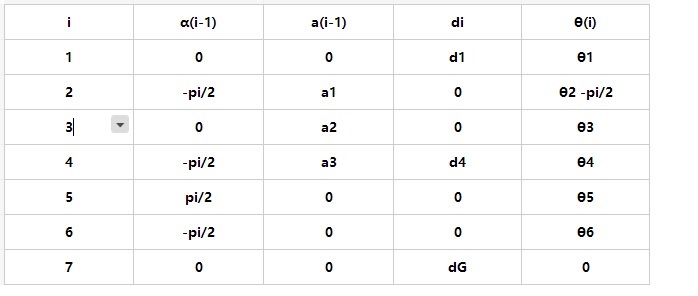 i α(i-1) a(i-1) di θ(i)
1 0 0 d1 θ1
2 -pi/2 a1 0 θ2 -pi/2
3 0 a2 0 θ3
4 -pi/2 a3 d4 θ4
5 pi/2 0 0 θ5
6 -pi/2 0 0 θ6
7 0 0 dG 0